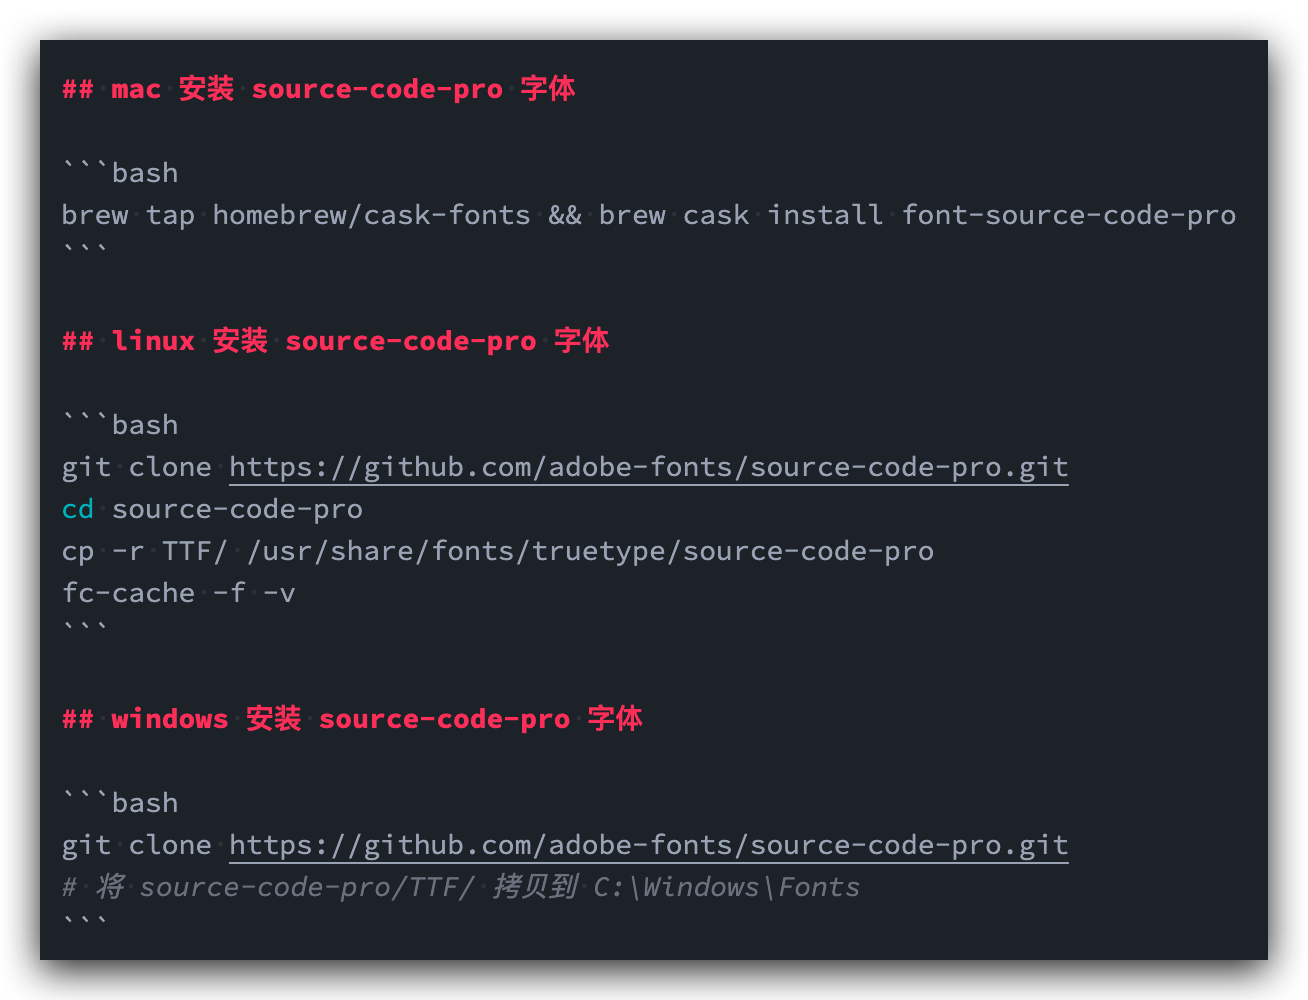 ## mac 安装 source-code-pro 字体
```bash
brew tap homebrew/cask-fonts && brew cask install font-source-code-pro
```
## linux 安装 source-code-pro 字体
```bash
git clone https://github.com/adobe-fonts/source-code-pro.git
cd source-code-pro
cp -r TTF/ /usr/share/fonts/truetype/source-code-pro
fc-cache -f -v
```
## windows 安装 source-code-pro 字体
```bash
git clone https://github.com/adobe-fonts/source-code-pro.git
# 将 source-code-pro/TTF/ 拷贝到 C:\Windows\Fonts
```